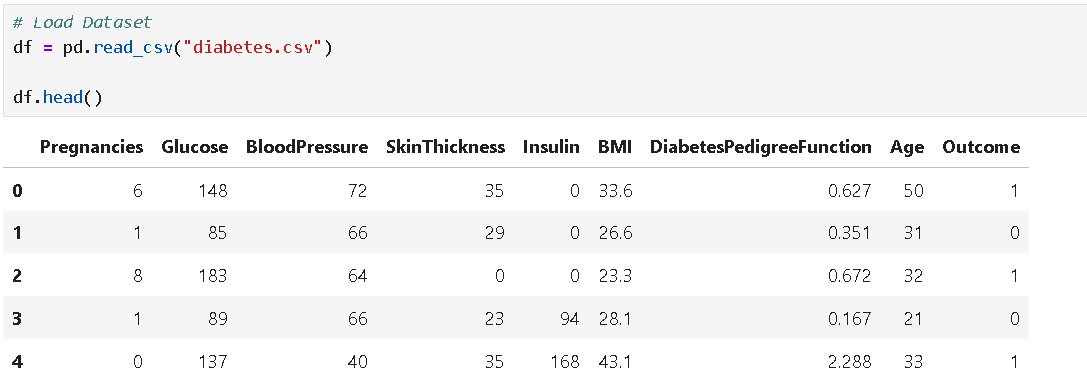 # Load Dataset
df = pd.read_csv("diabetes.csv")
df.head()
Pregnancies Glucose BloodPressure SkinThickness Insulin BMI DiabetesPedigreeFunction Age Outcome
0 6 148 72 35 0 33.6 0.627 50 1
1 1 85 66 29 0 26.6 0.351 31 0
2 8 183 64 0 0 23.3 0.672 32 1
3 1 89 66 23 94 28.1 0.167 21 0
4 0 137 40 35 168 43.1 2.288 33 1